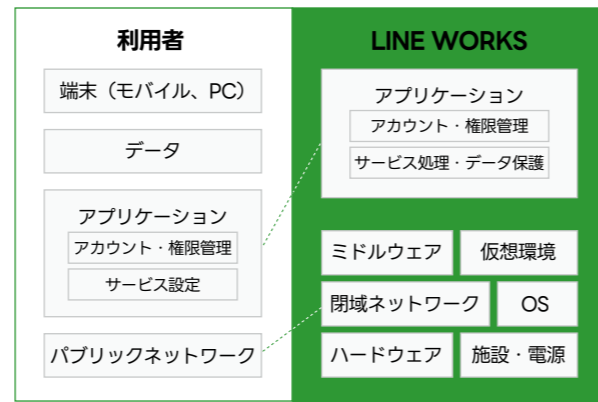 利用者
端末（モバイル、PC）
データ
アプリケーション
アカウント・権限管理
サービス設定
パブリックネットワーク
LINE WORKS
アプリケーション
アカウント・権限管理
サービス処理・データ保護
ミドルウェア
仮想環境
閉域ネットワーク
OS
ハードウェア
施設・電源